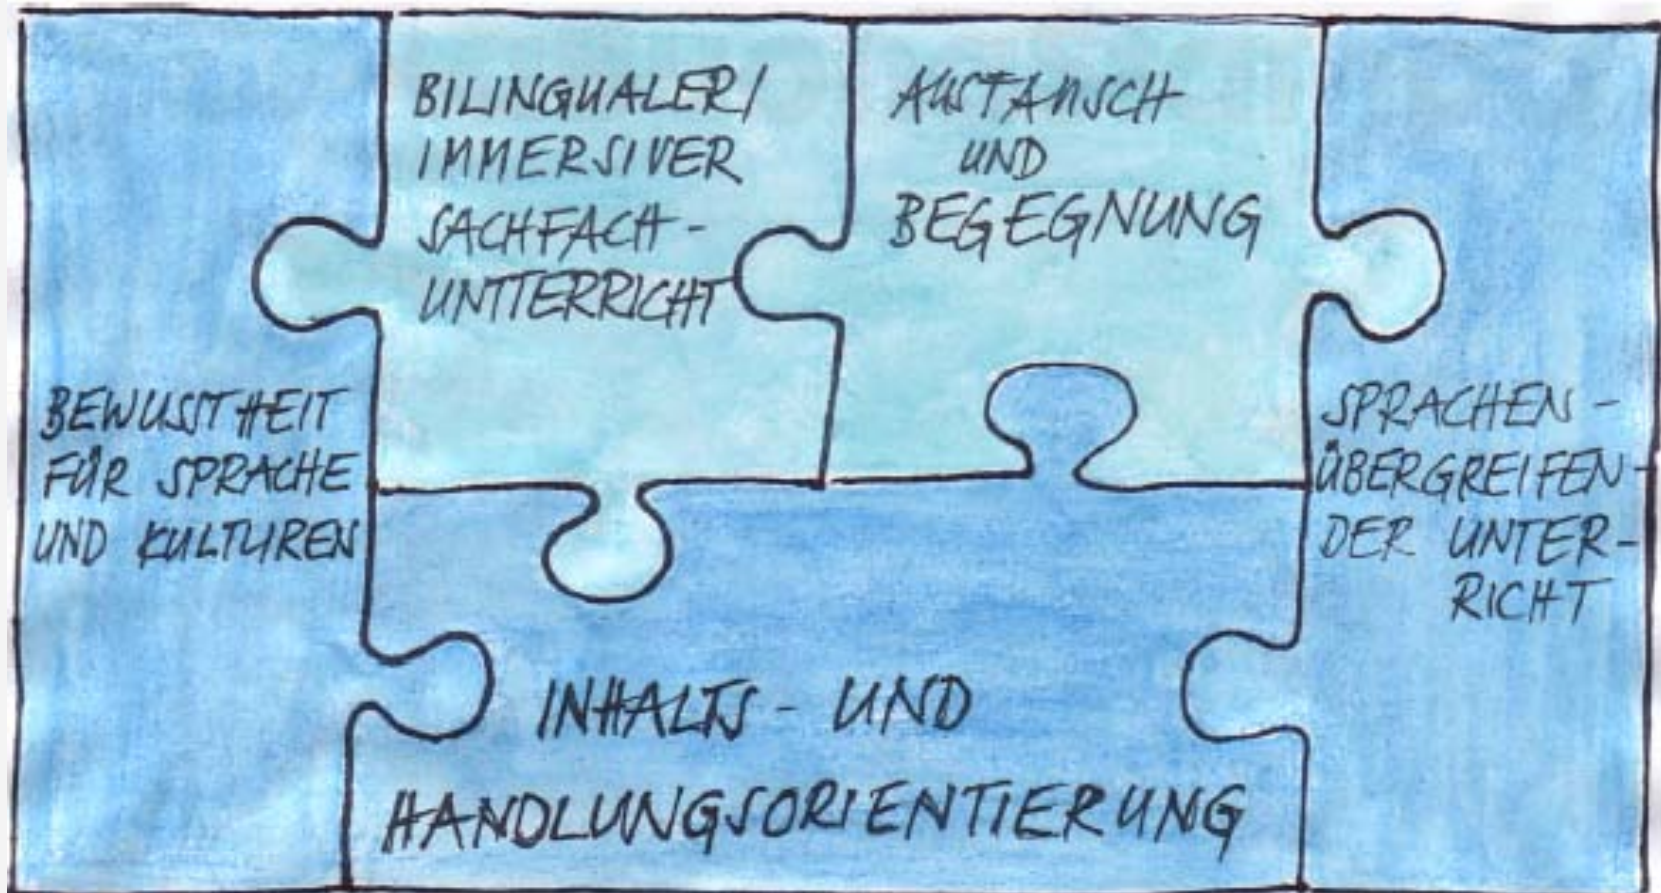 BEWUSSTHEIT
FÜR SPRACHE
UND KULTUREN
BILINGUALER/
IMMERSIVER
SACHFACH-
UNTTERRICHT
AUSTAUSCH
UND
BEGEGNUNG
SPRACHEN-
ÜBERGREIFEN-
DER UNTER-
RICHT
INHALTS- UND
HANDLUNGSORIENTIERUNG